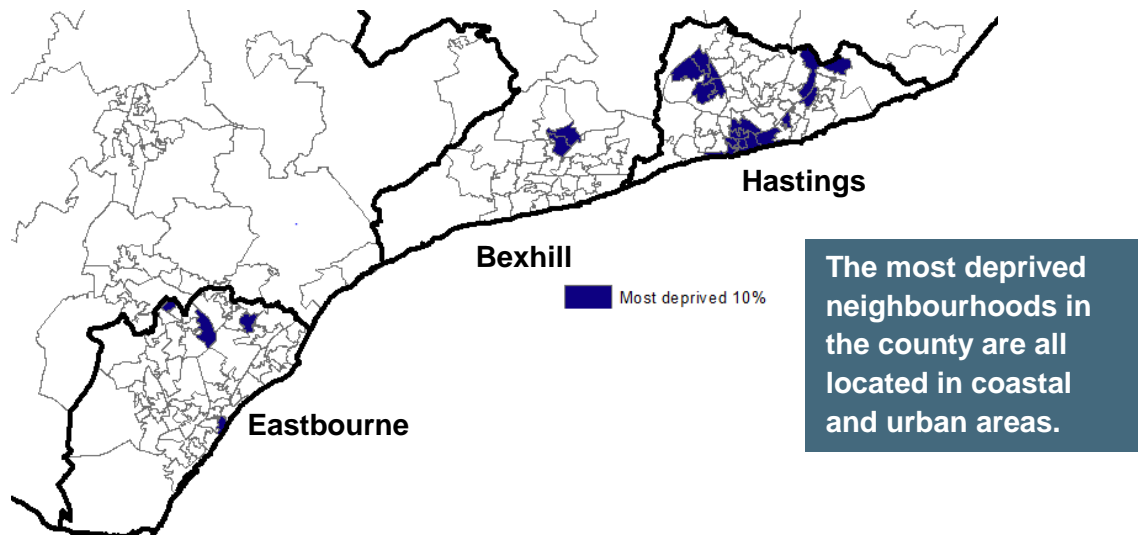 Hastings
Bexhill
Most deprived 10%
The most deprived
neighbourhoods in
the county are all
located in coastal
and urban areas.
Eastbourne